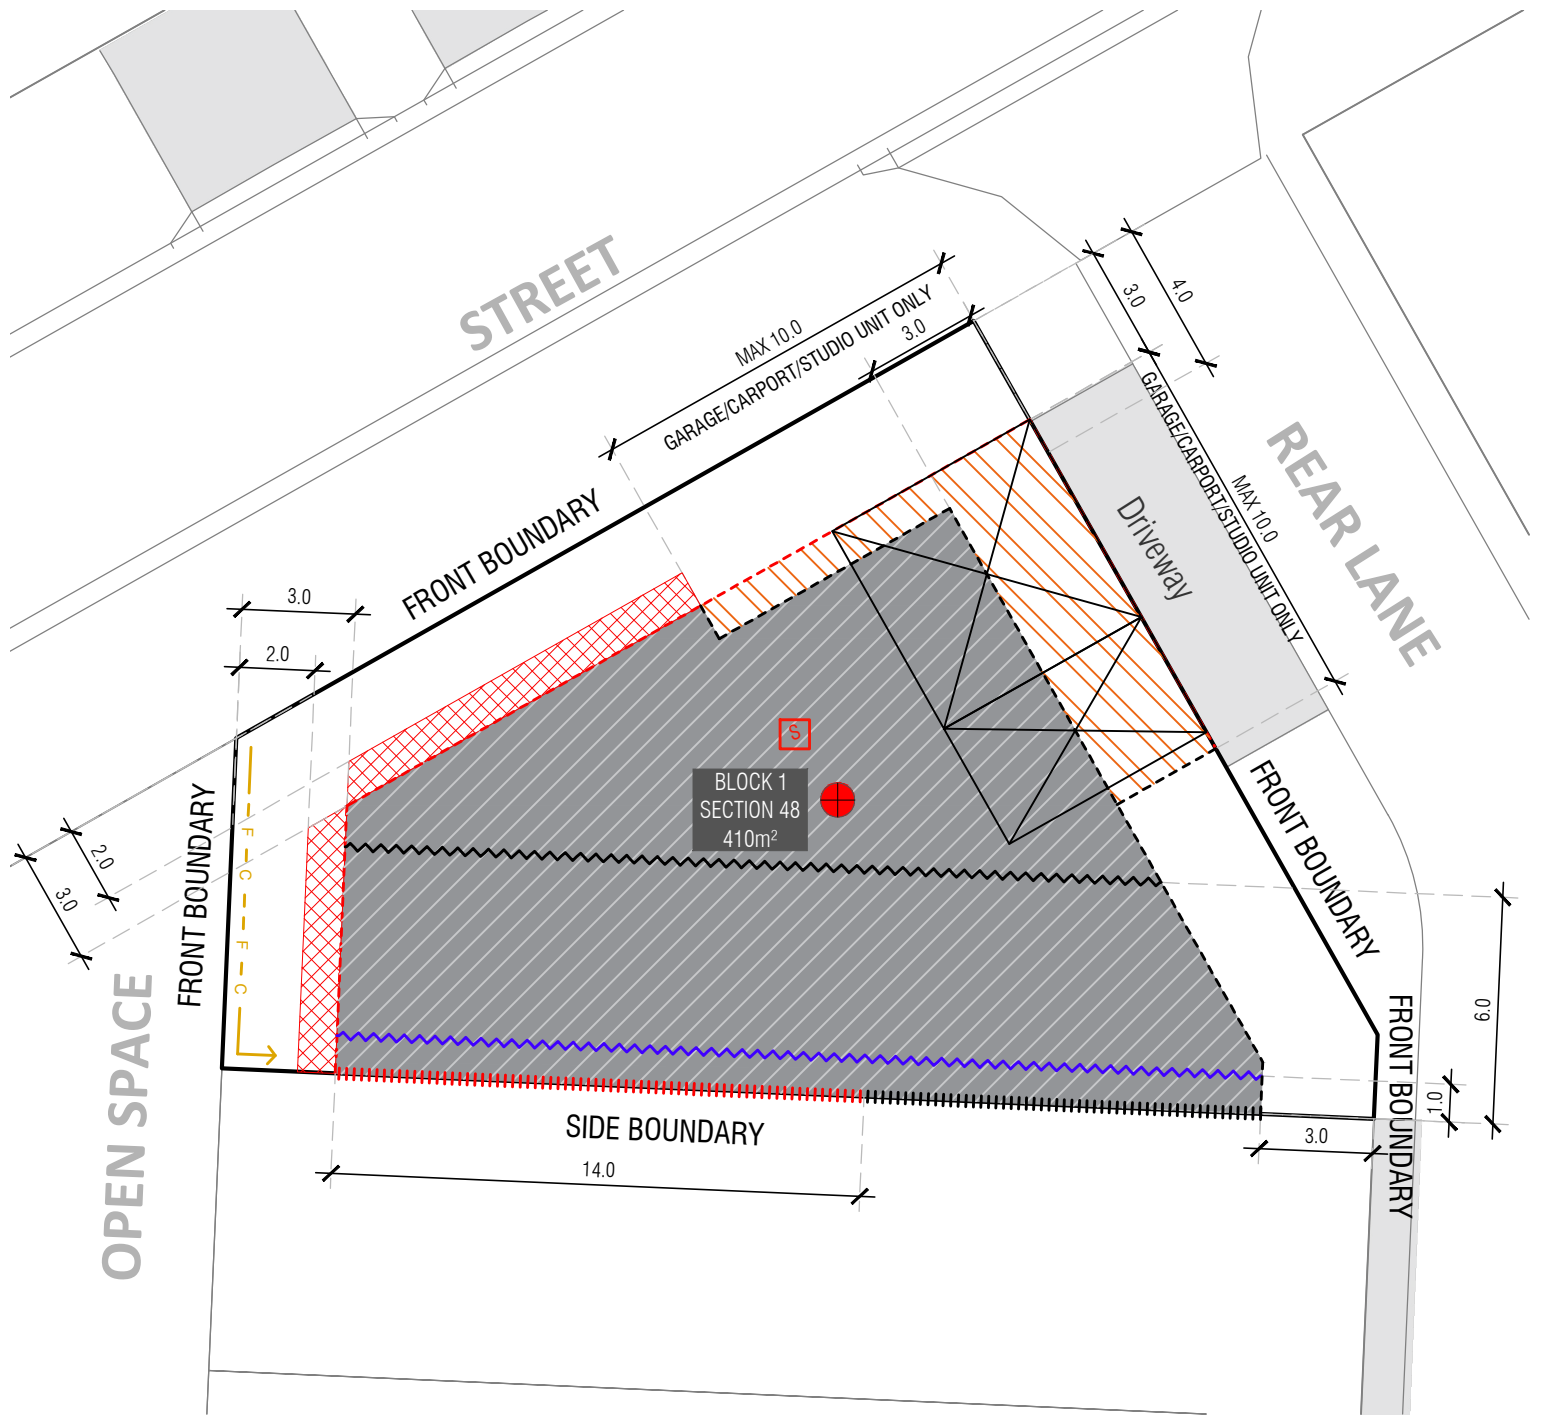 STREET
MAX 10.0
GARAGE/CARPORT/STUDIO UNIT ONLY
3.0
3.0
4.0
GARAGE/CARPORT/STUDIO UNIT ONLY
MAX 10.0
REAR LANE
Driveway
FRONT BOUNDARY
3.0
2.0
S
BLOCK 1
SECTION 48
410m²
FRONT BOUNDARY
FRONT BOUNDARY
F
C
F
C
2.0
3.0
OPEN SPACE
6.0
1.0
FRONT BOUNDARY
3.0
SIDE BOUNDARY
14.0